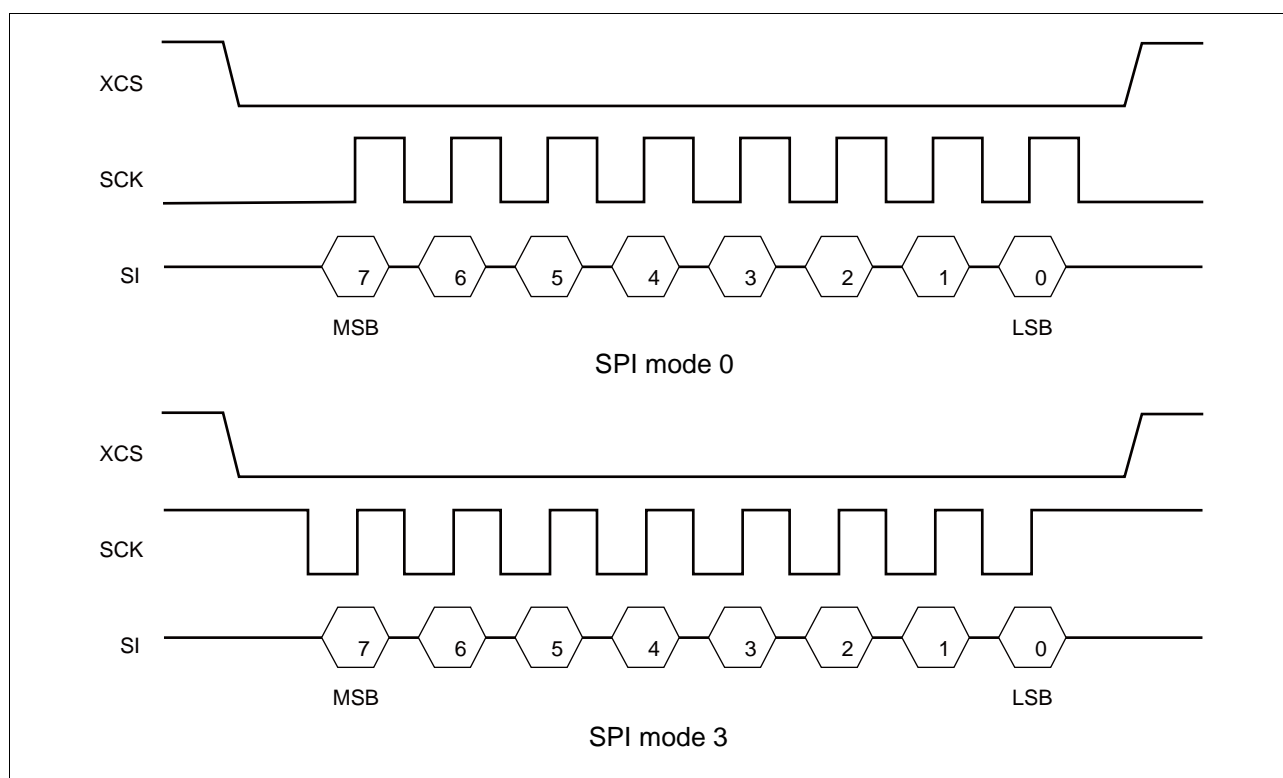 XCS
SCK
SI
7 6 5 4 3 2 1 0
MSB LSB
SPI mode 0
XCS
SCK
SI
7 6 5 4 3 2 1 0
MSB LSB
SPI mode 3